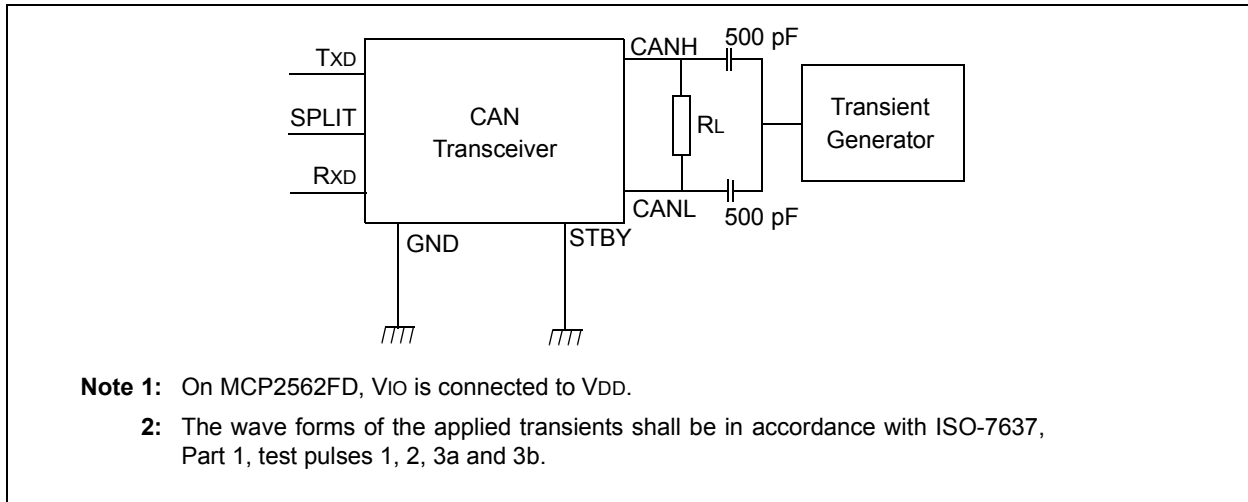 CANH
500 pF
TXD
SPLIT
RXD
CAN
Transceiver
RL
Transient
Generator
CANL
500 pF
GND
STBY
Note 1: On MCP2562FD, VIO is connected to VDD.
2: The wave forms of the applied transients shall be in accordance with ISO-7637,
Part 1, test pulses 1, 2, 3a and 3b.